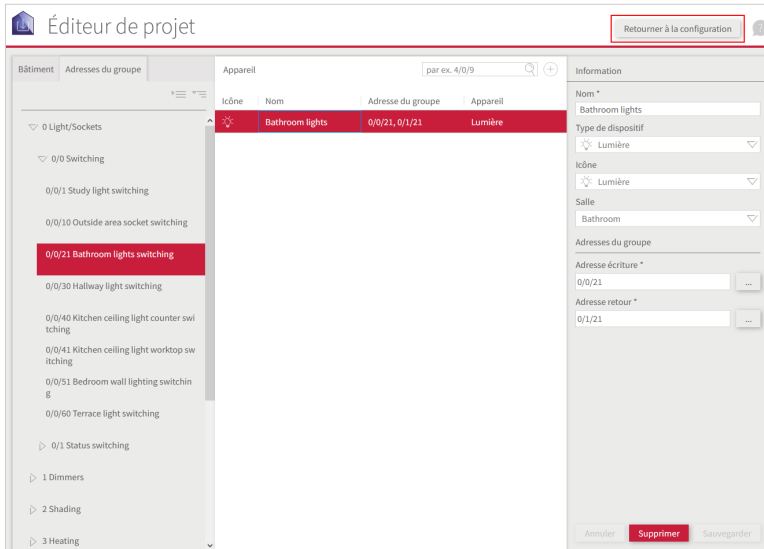 Éditeur de projet
Retourner à la configuration
?
Bâtiment
Adresses du groupe
0 Light/Sockets
0/0 Switching
0/0/1 Study light switching
0/0/10 Outside area socket switching
0/0/21 Bathroom lights switching
0/0/30 Hallway light switching
0/0/40 Kitchen ceiling light counter swi
tching
0/0/41 Kitchen ceiling light worktop sw
itching
0/0/51 Bedroom wall lighting switchin
g
0/0/60 Terrace light switching
0/1 Status switching
1 Dimmers
2 Shading
3 Heating
Appareil
par ex. 4/0/9
Icône Nom Adresse du groupe Appareil
Bathroom lights 0/0/21, 0/1/21 Lumière
Information
Nom *
Bathroom lights
Type de dispositif
Lumière
Icône
Lumière
Salle
Bathroom
Adresses du groupe
Adresse écriture *
0/0/21 ...
Adresse retour *
0/1/21 ...
Annuler Supprimer Sauvegarder